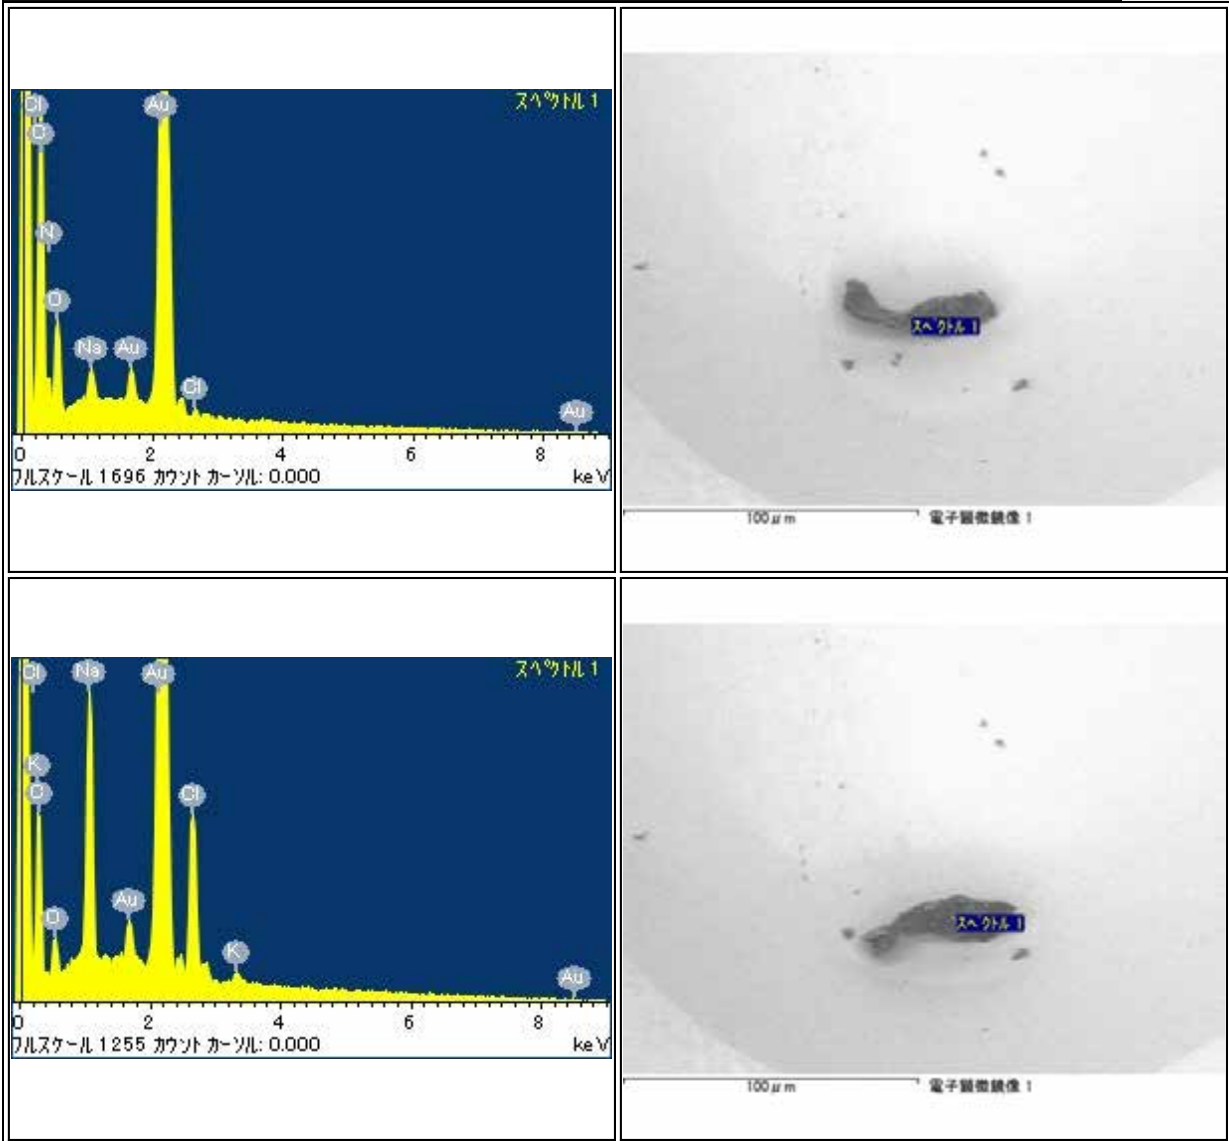 スペクトル 1
Cl
C
N
O
Na
Au
Au
Cl
Au
0 2 4 6 8
フルスケール 1696 カウント カーソル: 0.000 keV
スペクトル 1
100μm 電子顕微鏡像 1
スペクトル 1
Cl
K
C
O
Na
Au
Au
Cl
K
Au
0 2 4 6 8
フルスケール 1255 カウント カーソル: 0.000 keV
スペクトル 1
100μm 電子顕微鏡像 1